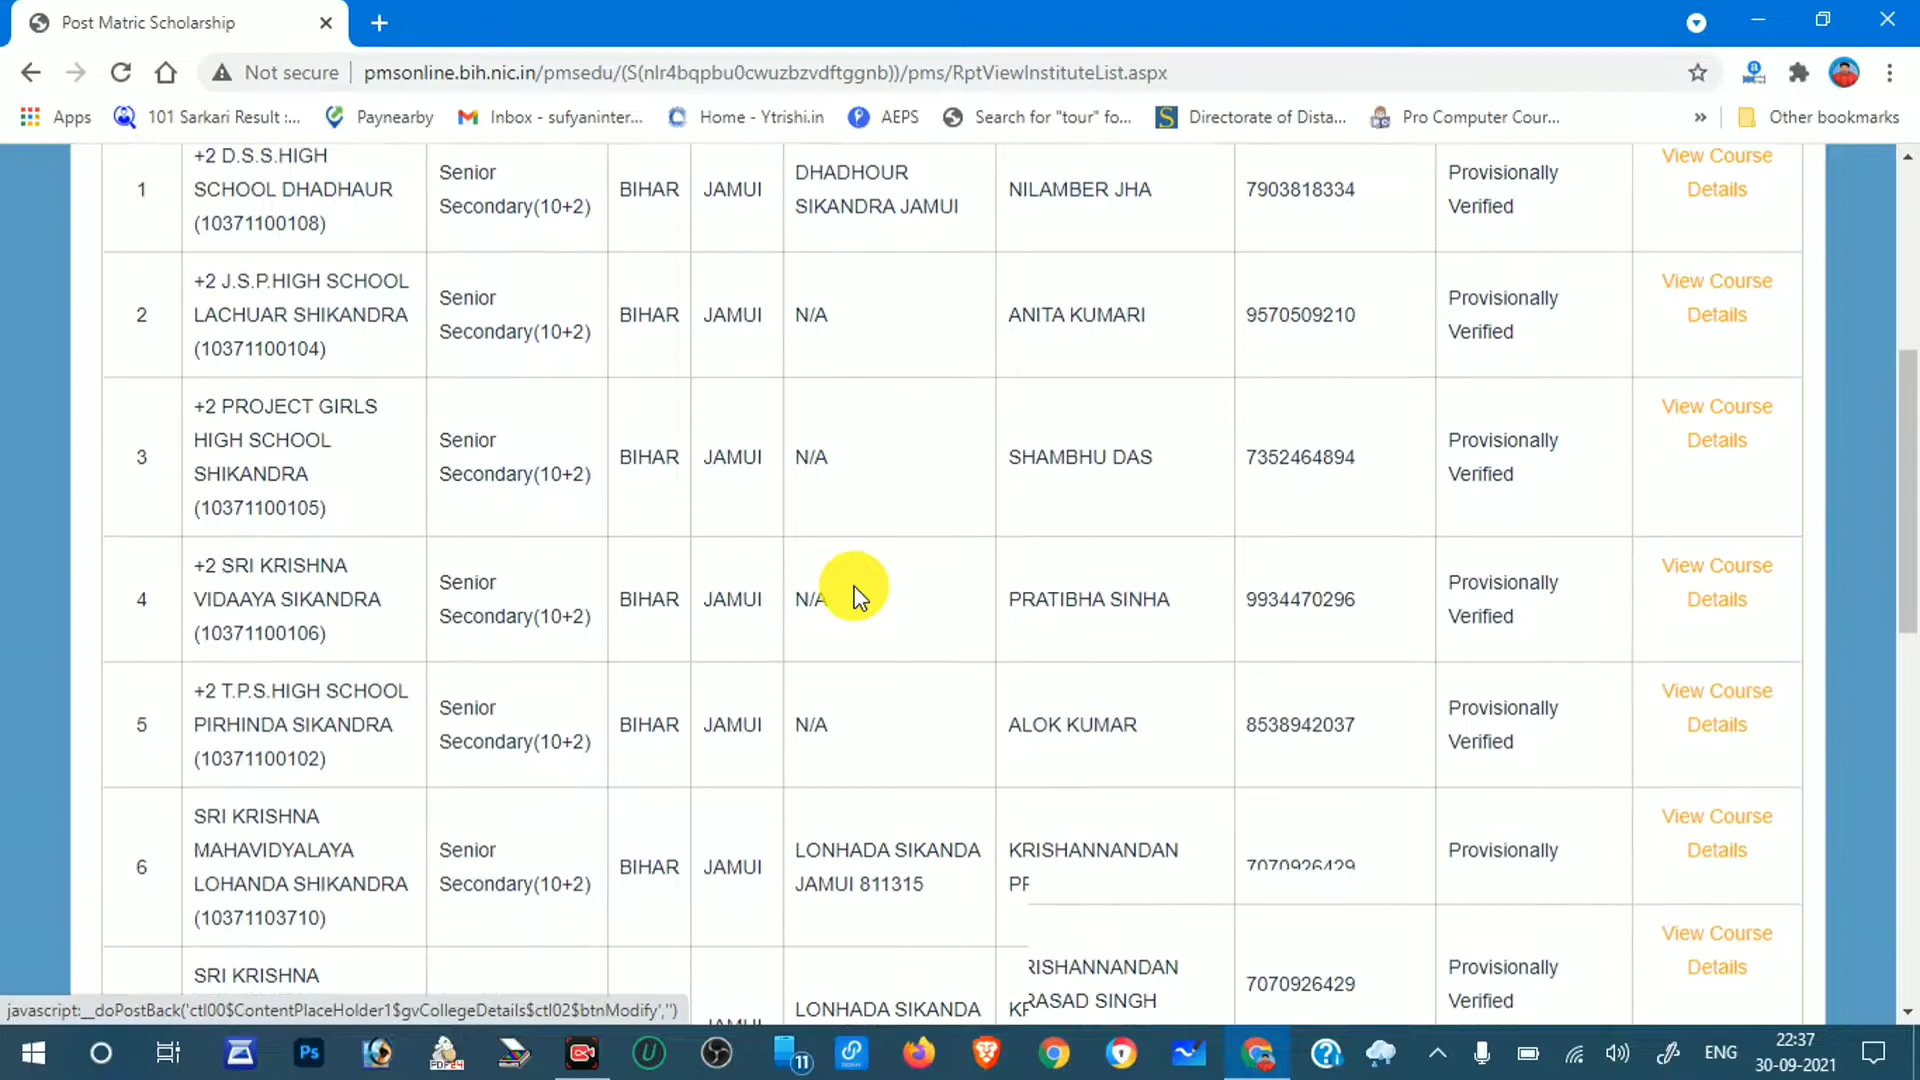 Post Matric Scholarship
Not secure
pmsonline.bih.nic.in/pmsedu/(S(nlr4bqpbu0cwuzbzvdftggnb))/pms/RptViewInstituteList.aspx
Apps
101 Sarkari Result :...
Paynearby
Inbox - sufyaninter...
Home - Ytrishi.in
AEPS
Search for "tour" fo...
Directorate of Dista...
Pro Computer Cour...
»
Other bookmarks
1
+2 D.S.S.HIGH
SCHOOL DHADHAUR
(10371100108)
Senior
Secondary(10+2)
BIHAR
JAMUI
DHADHOUR
SIKANDRA JAMUI
NILAMBER JHA
7903818334
Provisionally
Verified
View Course
Details
2
+2 J.S.P.HIGH SCHOOL
LACHUAR SHIKANDRA
(10371100104)
Senior
Secondary(10+2)
BIHAR
JAMUI
N/A
ANITA KUMARI
9570509210
Provisionally
Verified
View Course
Details
3
+2 PROJECT GIRLS
HIGH SCHOOL
SHIKANDRA
(10371100105)
Senior
Secondary(10+2)
BIHAR
JAMUI
N/A
SHAMBHU DAS
7352464894
Provisionally
Verified
View Course
Details
4
+2 SRI KRISHNA
VIDAAYA SIKANDRA
(10371100106)
Senior
Secondary(10+2)
BIHAR
JAMUI
N/A
PRATIBHA SINHA
9934470296
Provisionally
Verified
View Course
Details
5
+2 T.P.S.HIGH SCHOOL
PIRHINDA SIKANDRA
(10371100102)
Senior
Secondary(10+2)
BIHAR
JAMUI
N/A
ALOK KUMAR
8538942037
Provisionally
Verified
View Course
Details
6
SRI KRISHNA
MAHAVIDYALAYA
LOHANDA SHIKANDRA
(10371103710)
Senior
Secondary(10+2)
BIHAR
JAMUI
LONHADA SIKANDA
JAMUI 811315
KRISHANNANDAN
7070926429
Provisionally
View Course
Details
SRI KRISHNA
JAMUI
LONHADA SIKANDA
RISHANNANDAN
RASAD SINGH
7070926429
Provisionally
Verified
View Course
Details
javascript:__doPostBack('ctl00$ContentPlaceHolder1$gvCollegeDetails$ctl02$btnModify','')
Ps
PDF24
11
ENG
22:37
30-09-2021